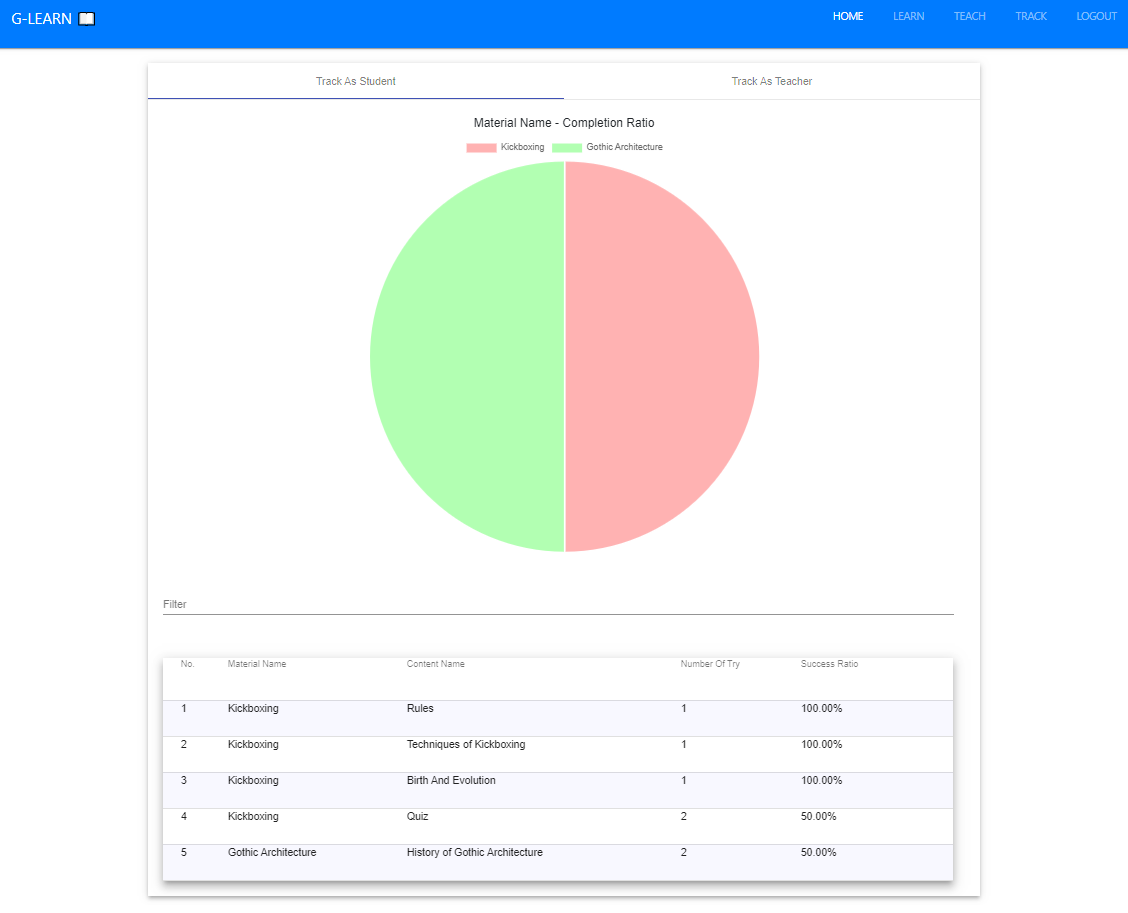 G-LEARN HOME LEARN TEACH TRACK LOGOUT
Track As Student Track As Teacher
Material Name - Completion Ratio
Kickboxing Gothic Architecture
Filter
No. Material Name Content Name Number Of Try Success Ratio
1 Kickboxing Rules 1 100.00%
2 Kickboxing Techniques of Kickboxing 1 100.00%
3 Kickboxing Birth And Evolution 1 100.00%
4 Kickboxing Quiz 2 50.00%
5 Gothic Architecture History of Gothic Architecture 2 50.00%